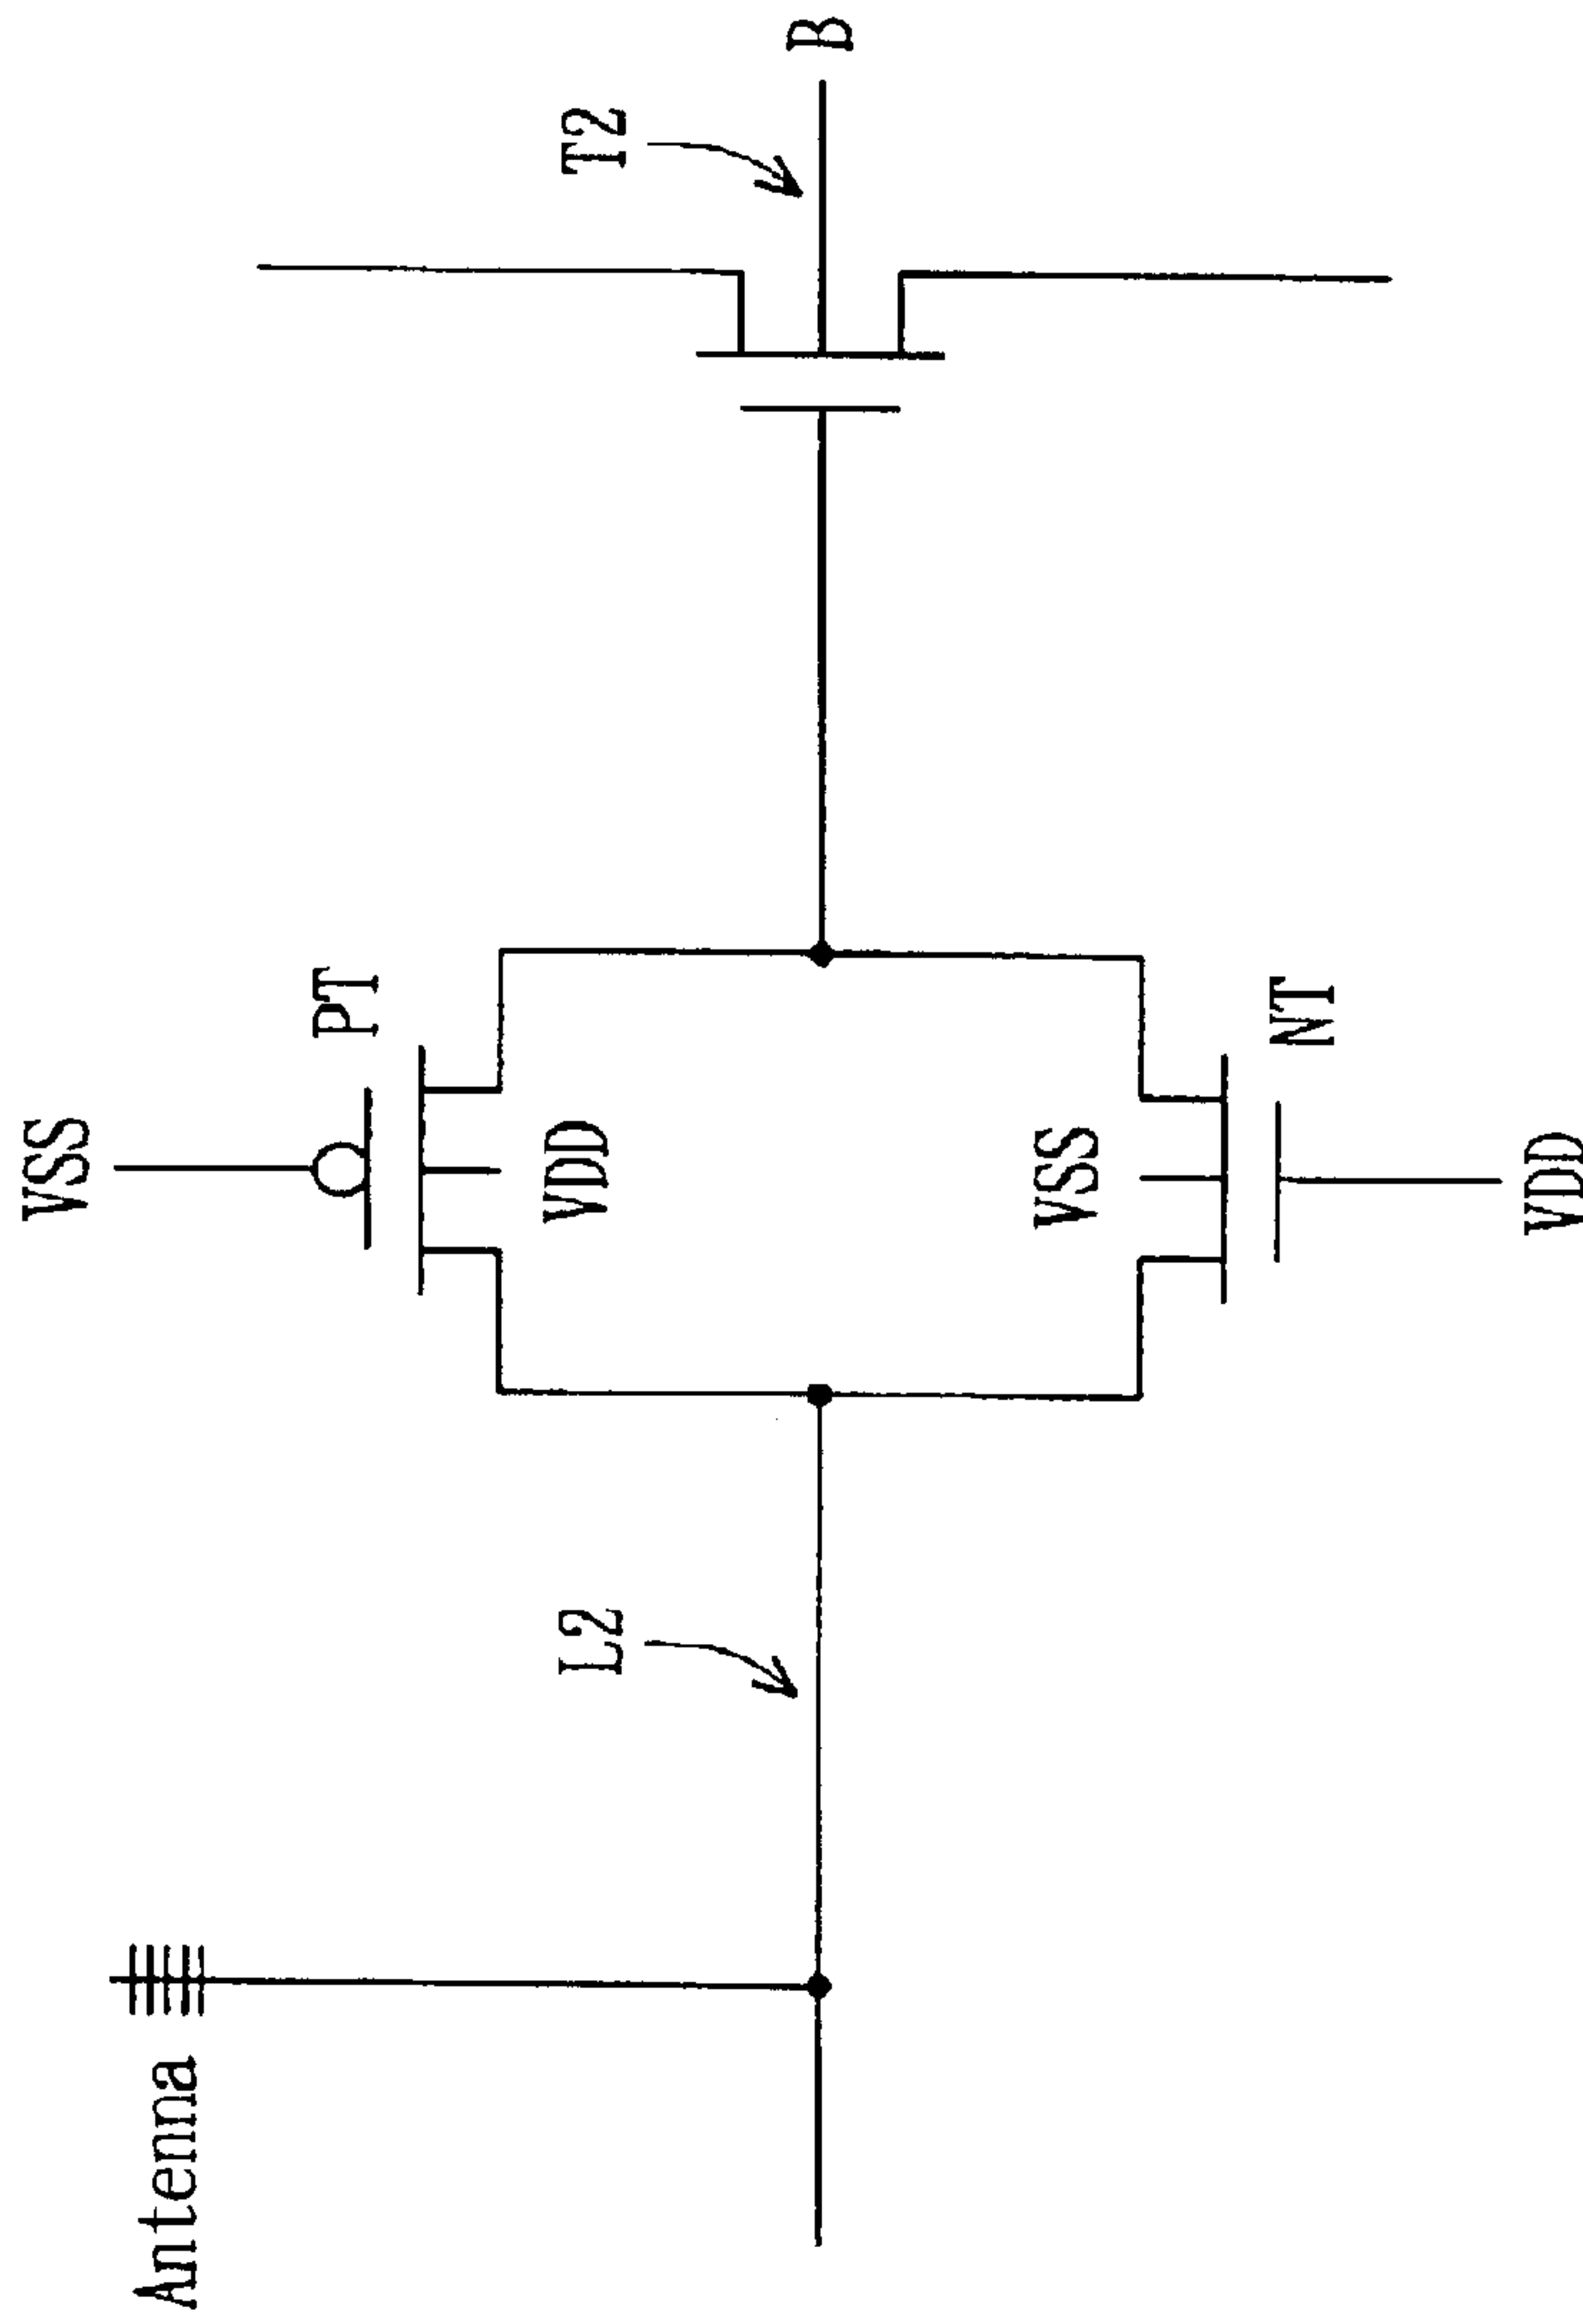 Antenna
L2
VSS
PT
VDD
VSS
NT
VDD
T2
B